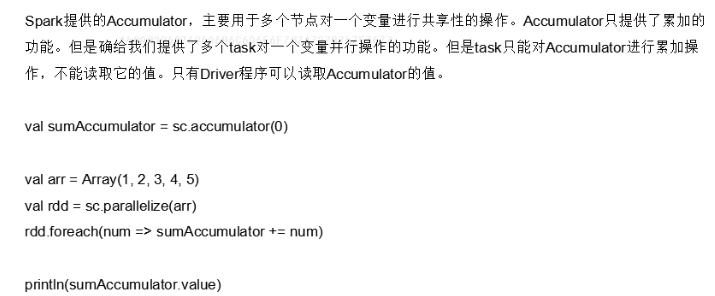 Spark提供的Accumulator，主要用于多个节点对一个变量进行共享性的操作。Accumulator只提供了累加的
功能。但是确给我们提供了多个task对一个变量并行操作的功能。但是task只能对Accumulator进行累加操
作，不能读取它的值。只有Driver程序可以读取Accumulator的值。
val sumAccumulator = sc.accumulator(0)
val arr = Array(1, 2, 3, 4, 5)
val rdd = sc.parallelize(arr)
rdd.foreach(num => sumAccumulator += num)
println(sumAccumulator.value)